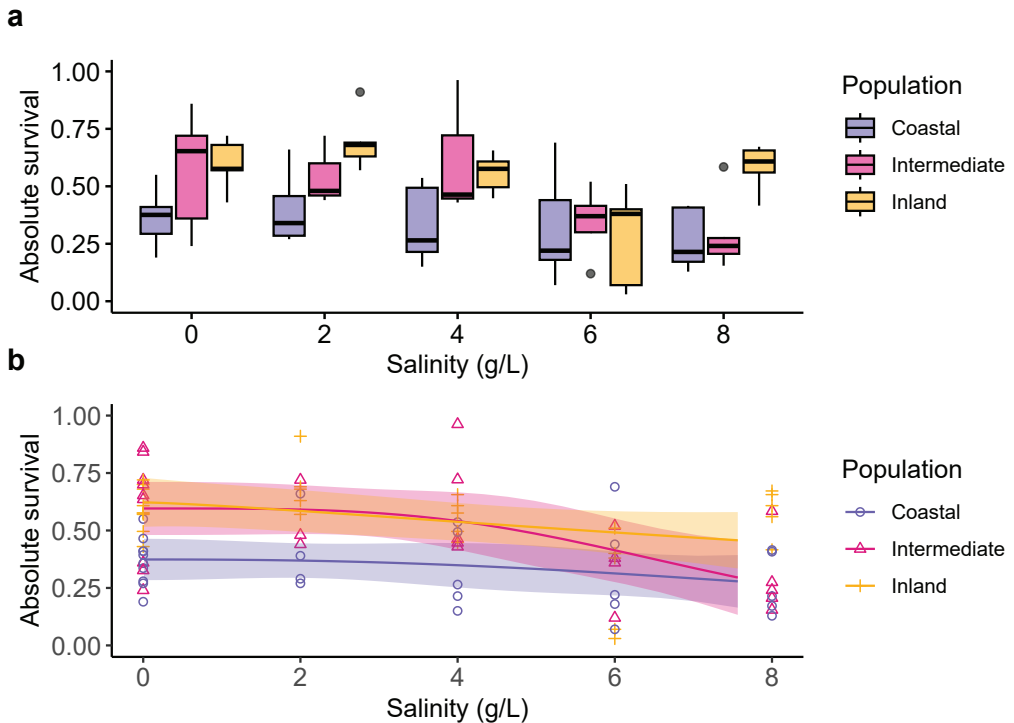 a
Absolute survival
1.00
0.75
0.50
0.25
0.00
0 2 4 6 8
Salinity (g/L)
Population
Coastal
Intermediate
Inland
b
Absolute survival
1.00
0.75
0.50
0.25
0.00
0 2 4 6 8
Salinity (g/L)
Population
Coastal
Intermediate
Inland